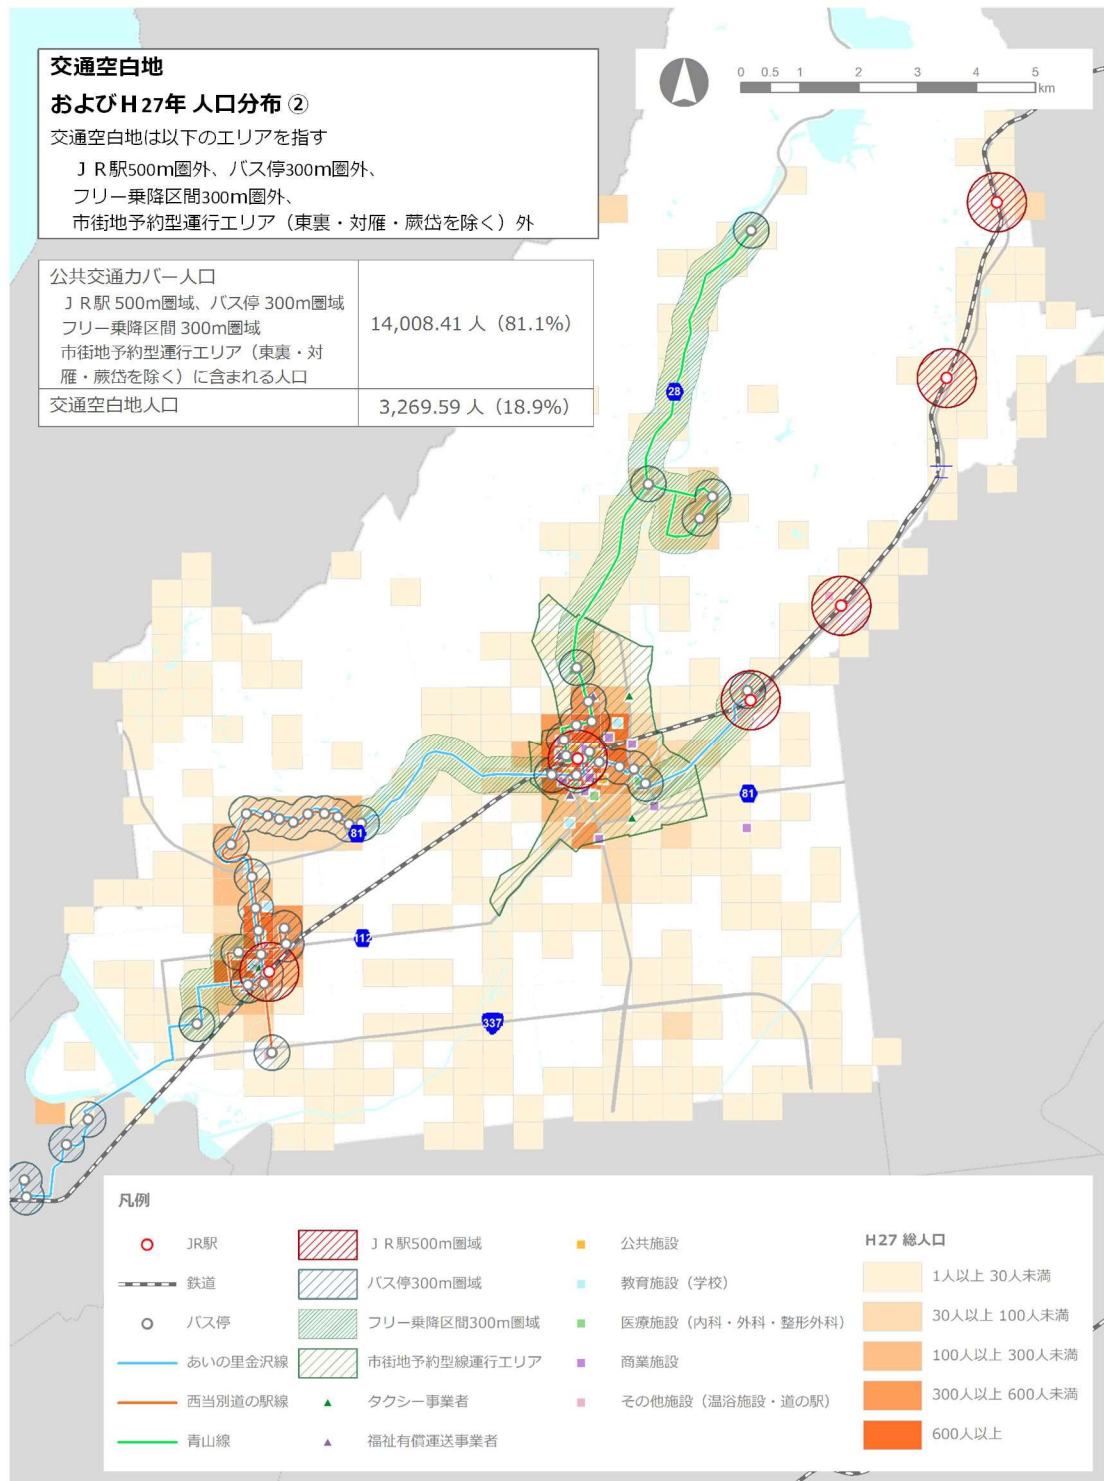 交通空白地
およびＨ27年 人口分布 ②
交通空白地は以下のエリアを指す
ＪＲ駅500m圏外、バス停300m圏外、
フリー乗降区間300m圏外、
市街地予約型運行エリア（東裏・対雁・蕨岱を除く）外
0 0.5 1 2 3 4 5
km
公共交通カバー人口
ＪＲ駅 500m圏域、バス停 300m圏域
フリー乗降区間 300m圏域
市街地予約型運行エリア（東裏・対
雁・蕨岱を除く）に含まれる人口
14,008.41 人（81.1%）
交通空白地人口
3,269.59 人（18.9%）
28
81
81
112
337
凡例
JR駅
鉄道
バス停
あいの里金沢線
西当別道の駅線
青山線
ＪＲ駅500m圏域
バス停300m圏域
フリー乗降区間300m圏域
市街地予約型線運行エリア
タクシー事業者
福祉有償運送事業者
公共施設
教育施設（学校）
医療施設（内科・外科・整形外科）
商業施設
その他施設（温浴施設・道の駅）
H27 総人口
1人以上 30人未満
30人以上 100人未満
100人以上 300人未満
300人以上 600人未満
600人以上